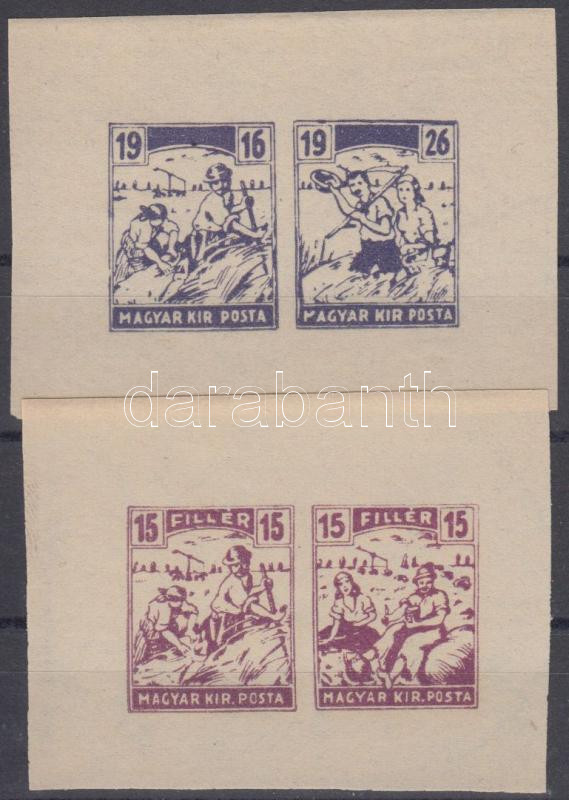 19 16 19 26
MAGYAR KIR POSTA MAGYAR KIR. POSTA
darabanth
15 FILLÉR 15 15 FILLÉR 15
MAGYAR KIR. POSTA MAGYAR KIR. POSTA